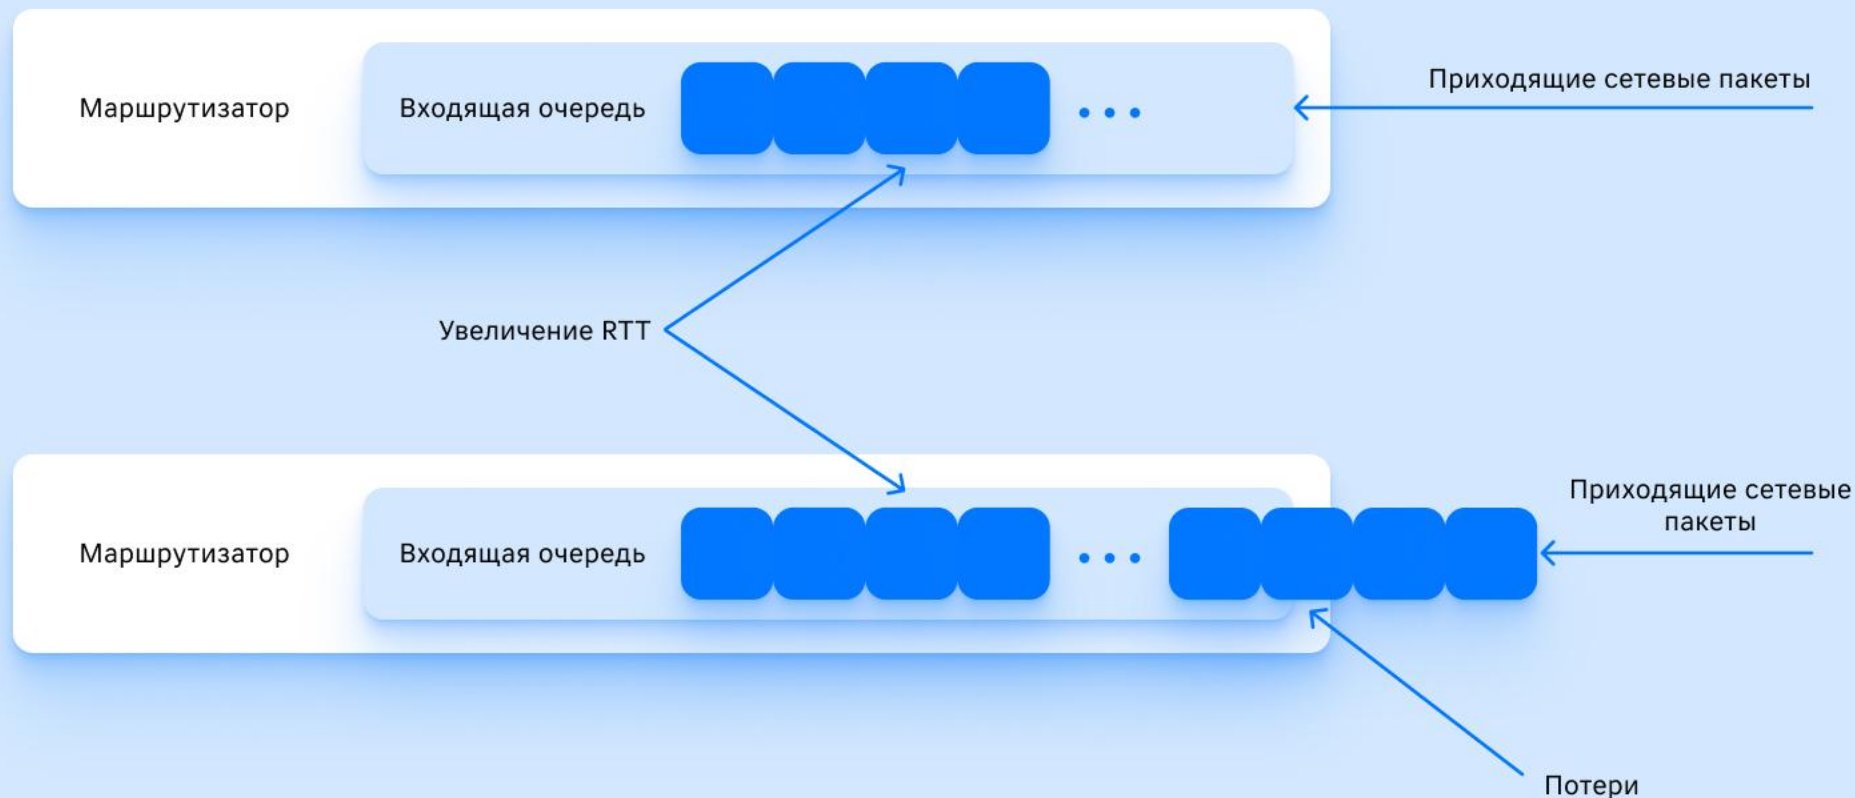 Приходящие сетевые пакеты
Маршрутизатор
Входящая очередь
Увеличение RTT
Приходящие сетевые
пакеты
Маршрутизатор
Входящая очередь
Потери